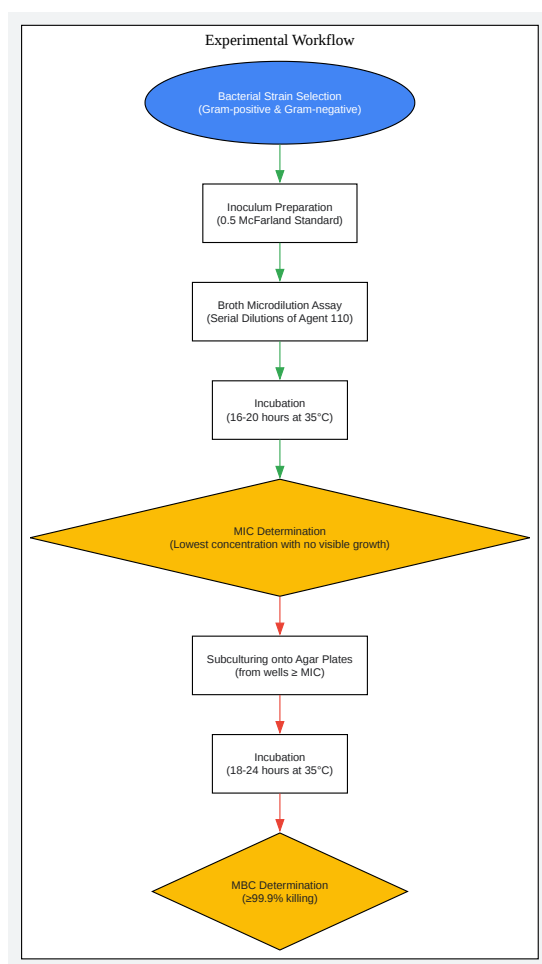 Experimental Workflow
Bacterial Strain Selection
(Gram-positive & Gram-negative)
Inoculum Preparation
(0.5 McFarland Standard)
Broth Microdilution Assay
(Serial Dilutions of Agent 110)
Incubation
(16-20 hours at 35°C)
MIC Determination
(Lowest concentration with no visible growth)
Subculturing onto Agar Plates
(from wells ≥ MIC)
Incubation
(18-24 hours at 35°C)
MBC Determination
(≥99.9% killing)